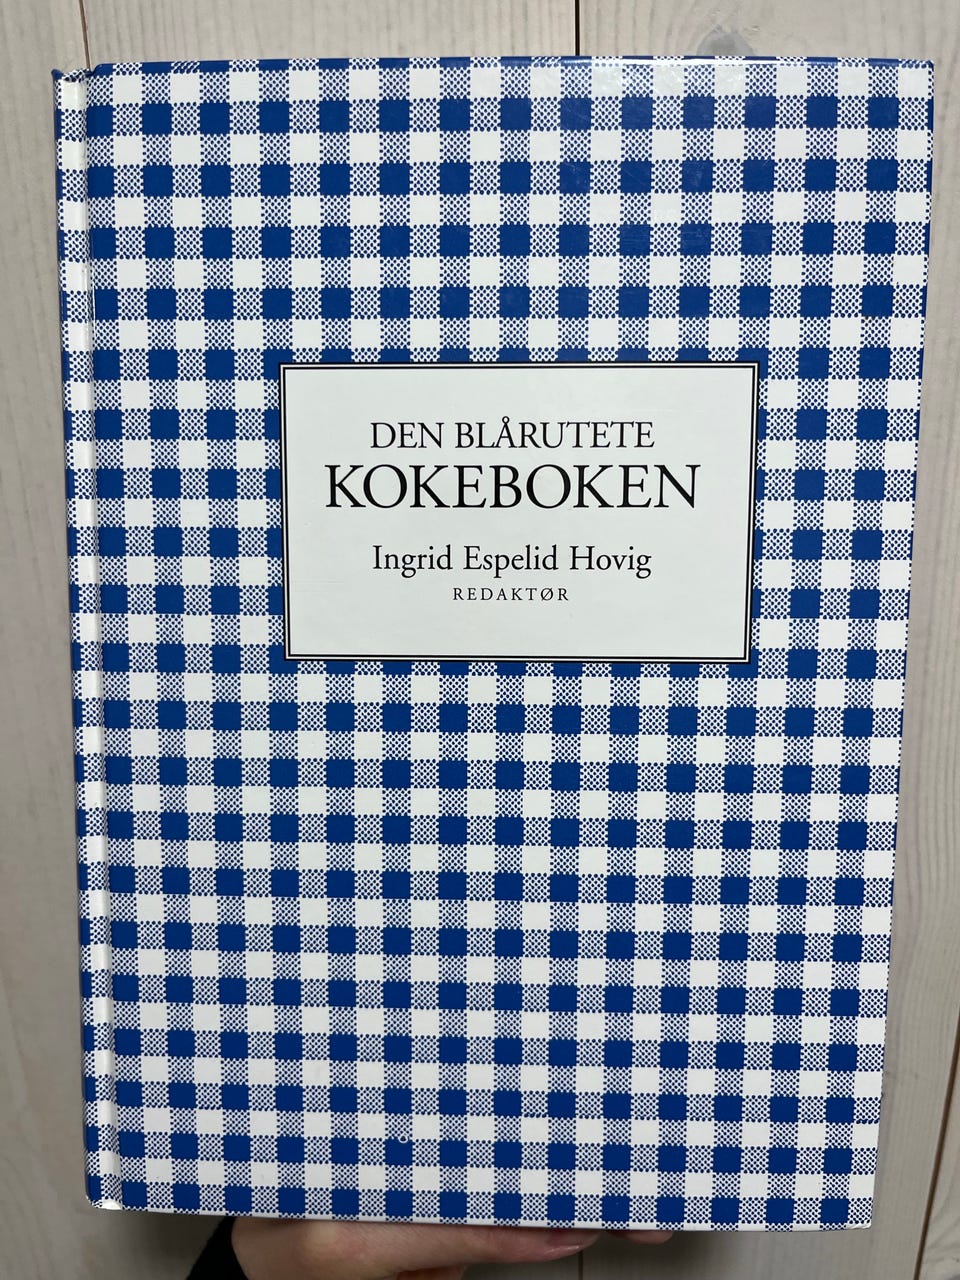 DEN BLÅRUTETE
KOKEBOKEN
Ingrid Espelid Hovig
REDAKTØR